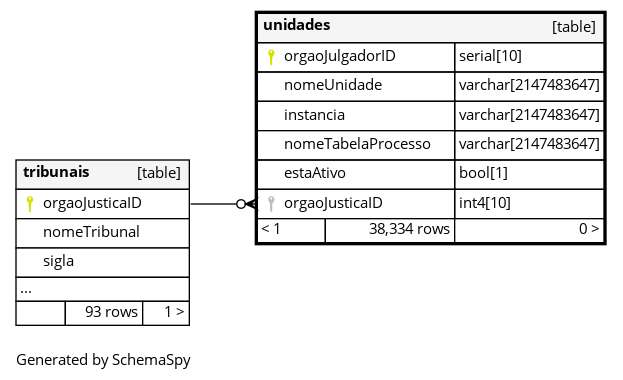 unidades [table]
orgaoJulgadorID serial[10]
nomeUnidade varchar[2147483647]
instancia varchar[2147483647]
nomeTabelaProcesso varchar[2147483647]
estaAtivo bool[1]
orgaoJusticaID int4[10]
< 1 38,334 rows 0 >
tribunais [table]
orgaoJusticaID
nomeTribunal
sigla
...
93 rows 1 >
Generated by SchemaSpy